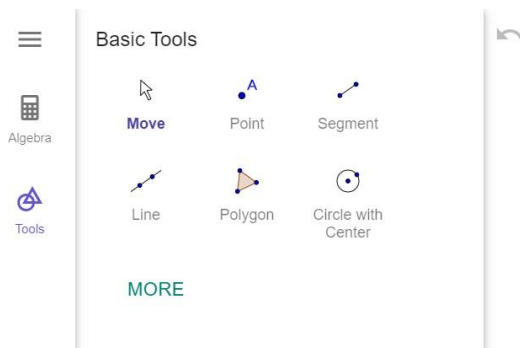 Basic Tools
A
Move
Point
Segment
Algebra
Line
Polygon
Circle with
Center
Tools
MORE